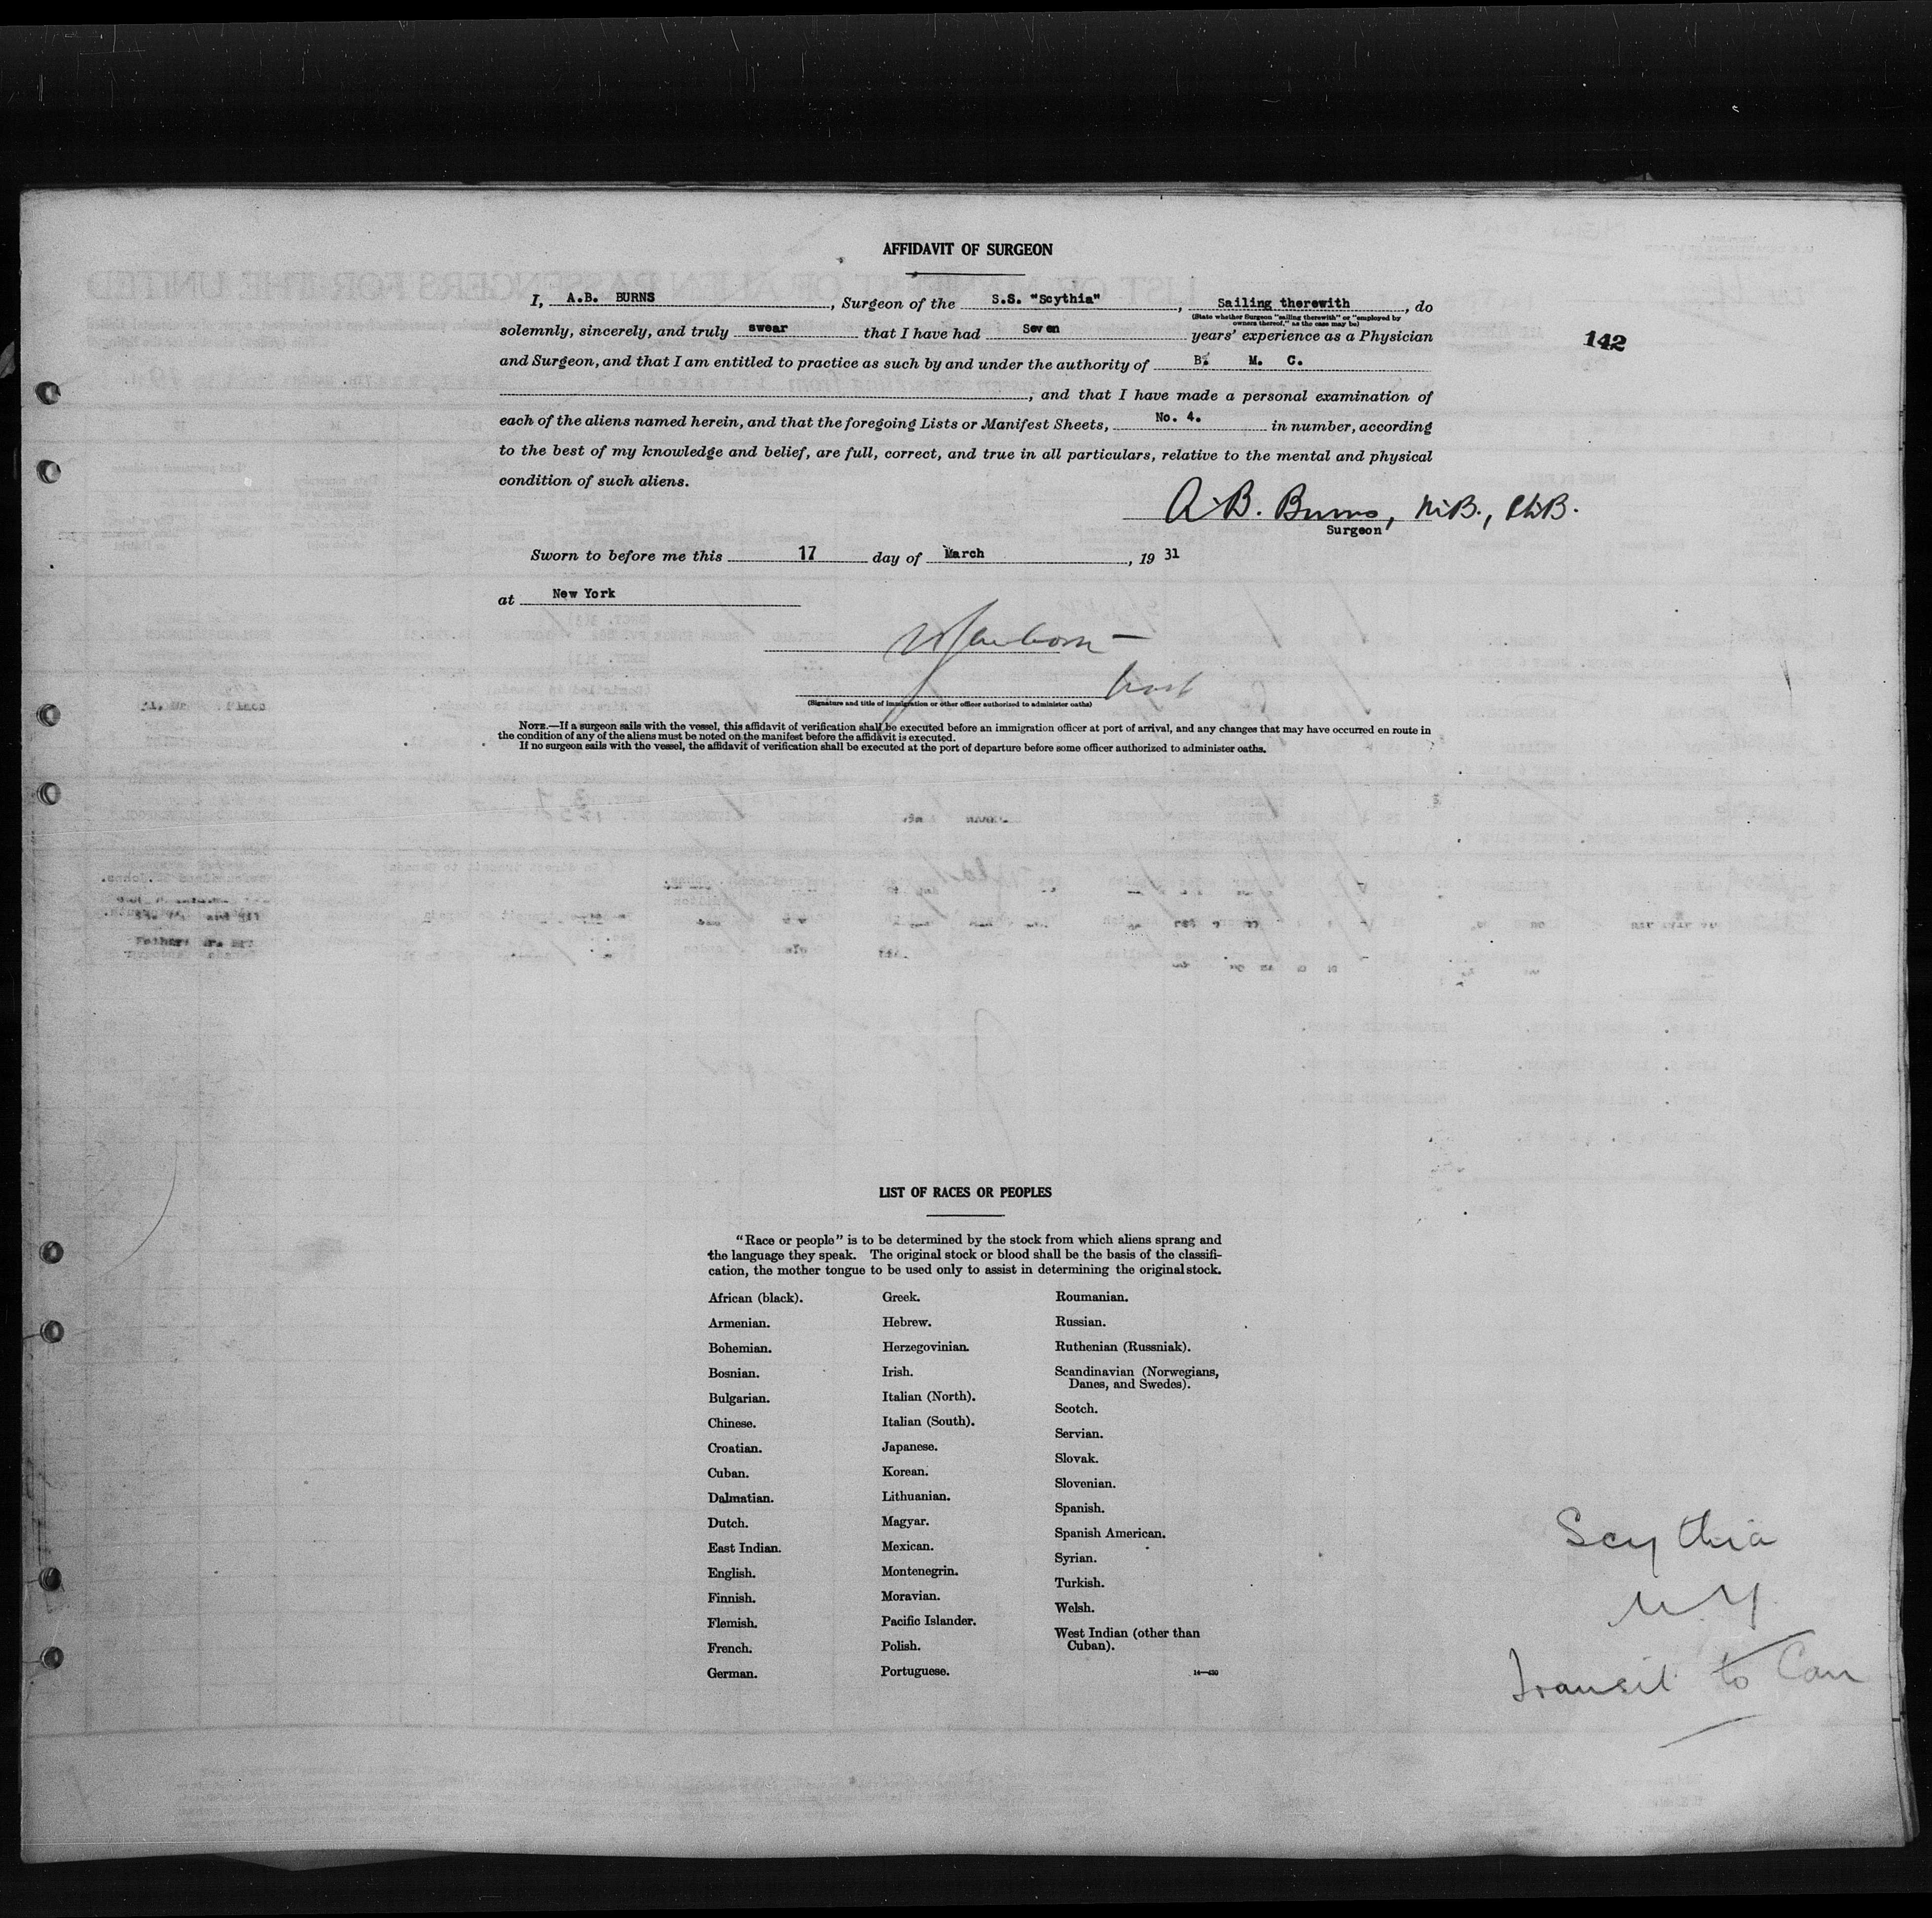 AFFIDAVIT OF SURGEON
I, A.B. BURNS, Surgeon of the S.S. "Scythia", Sailing therewith, do
(State whether Surgeon "sailing therewith" or "employed by
owners thereof," as the case may be)
solemnly, sincerely, and truly swear that I have had Seven years' experience as a Physician
142
and Surgeon, and that I am entitled to practice as such by and under the authority of B. M. C.
, and that I have made a personal examination of
each of the aliens named herein, and that the foregoing Lists or Manifest Sheets, No. 4. in number, according
to the best of my knowledge and belief, are full, correct, and true in all particulars, relative to the mental and physical
condition of such aliens.
A.B. Burns, M.B., Ch.B.
Surgeon
Sworn to before me this 17 day of March, 19 31
at New York
(Signature and title of immigration or other officer authorized to administer oaths)
NOTE.—If a surgeon sails with the vessel, this affidavit of verification shall be executed before an immigration officer at port of arrival, and any changes that may have occurred en route in
the condition of any of the aliens must be noted on the manifest before the affidavit is executed.
If no surgeon sails with the vessel, the affidavit of verification shall be executed at the port of departure before some officer authorized to administer oaths.
LIST OF RACES OR PEOPLES
"Race or people" is to be determined by the stock from which aliens sprang and
the language they speak. The original stock or blood shall be the basis of the classifi-
cation, the mother tongue to be used only to assist in determining the original stock.
African (black).
Armenian.
Bohemian.
Bosnian.
Bulgarian.
Chinese.
Croatian.
Cuban.
Dalmatian.
Dutch.
East Indian.
English.
Finnish.
Flemish.
French.
German.
Greek.
Hebrew.
Herzegovinian.
Irish.
Italian (North).
Italian (South).
Japanese.
Korean.
Lithuanian.
Magyar.
Mexican.
Montenegrin.
Moravian.
Pacific Islander.
Polish.
Portuguese.
Roumanian.
Russian.
Ruthenian (Russniak).
Scandinavian (Norwegians,
Danes, and Swedes).
Scotch.
Servian.
Slovak.
Slovenian.
Spanish.
Spanish American.
Syrian.
Turkish.
Welsh.
West Indian (other than
Cuban).
Scythia
N.Y.
Transit to Can